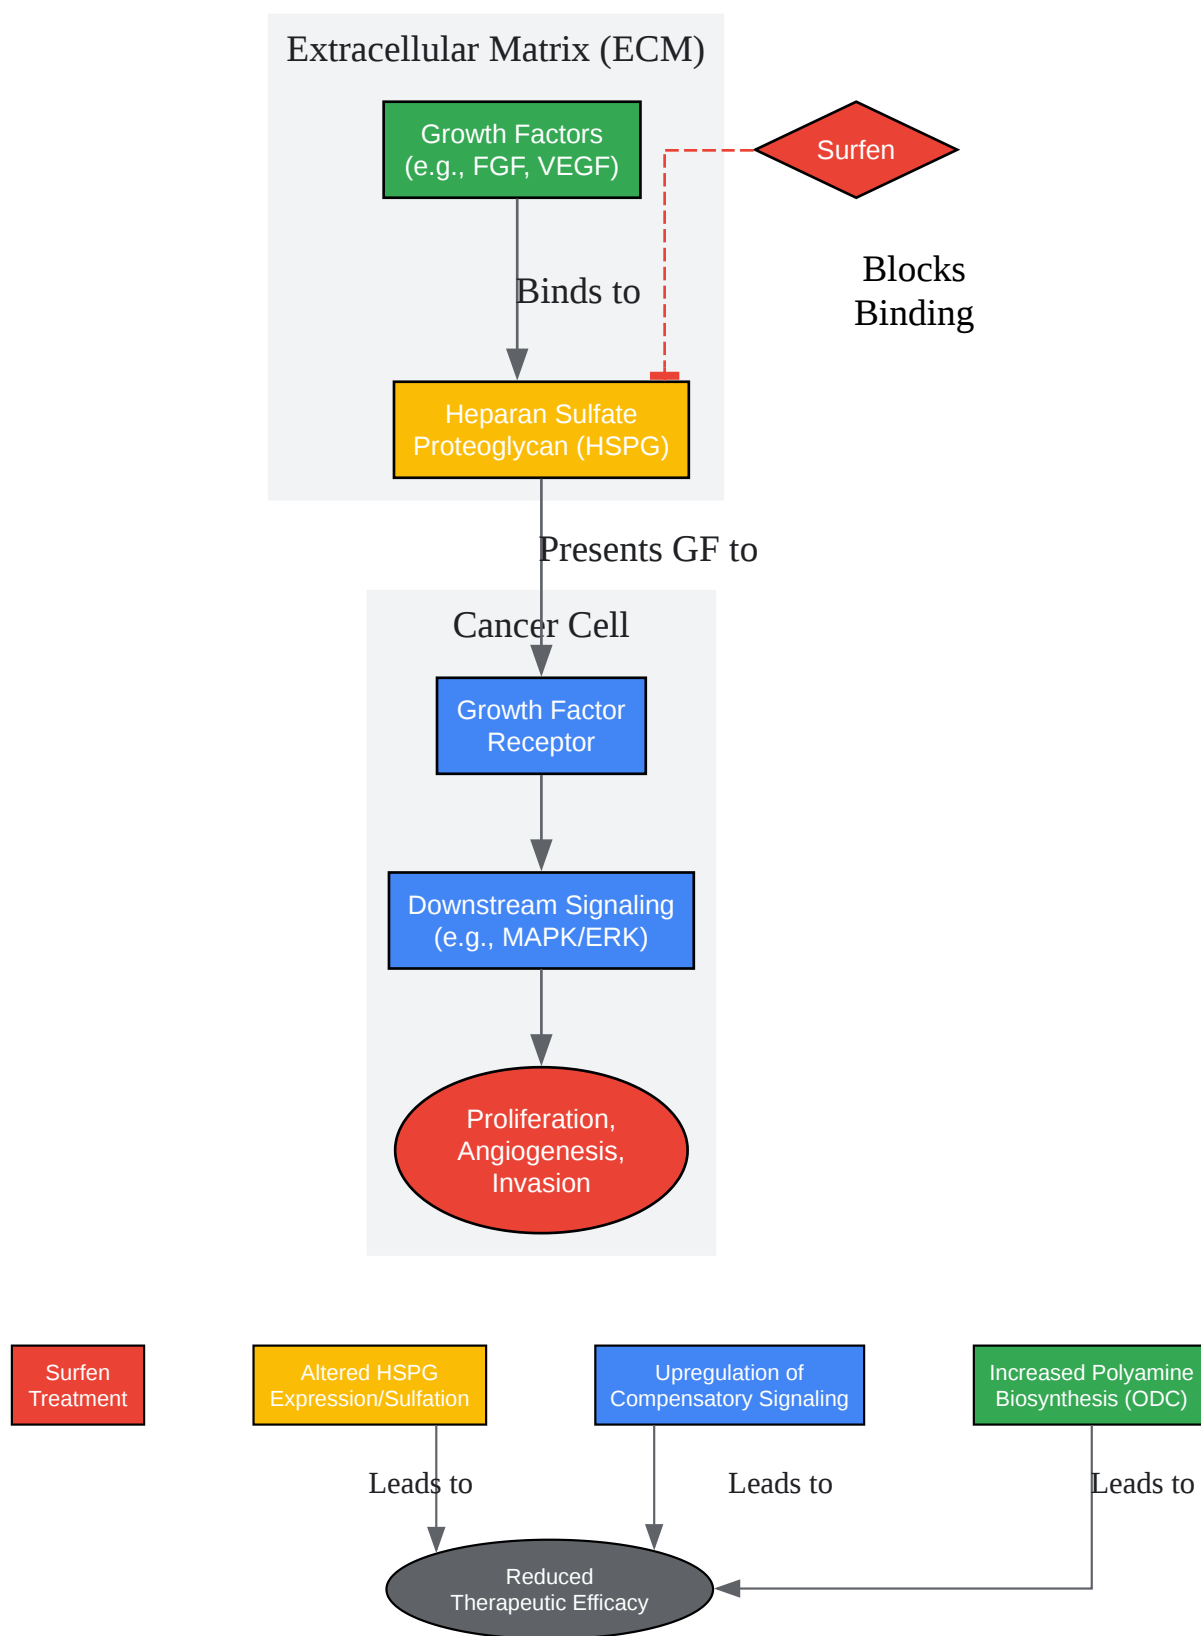 Extracellular Matrix (ECM)
Growth Factors
(e.g., FGF, VEGF)
Surfen
Binds to
Blocks
Binding
Heparan Sulfate
Proteoglycan (HSPG)
Presents GF to
Cancer Cell
Growth Factor
Receptor
Downstream Signaling
(e.g., MAPK/ERK)
Proliferation,
Angiogenesis,
Invasion
Surfen
Treatment
Altered HSPG
Expression/Sulfation
Upregulation of
Compensatory Signaling
Increased Polyamine
Biosynthesis (ODC)
Leads to
Leads to
Leads to
Reduced
Therapeutic Efficacy